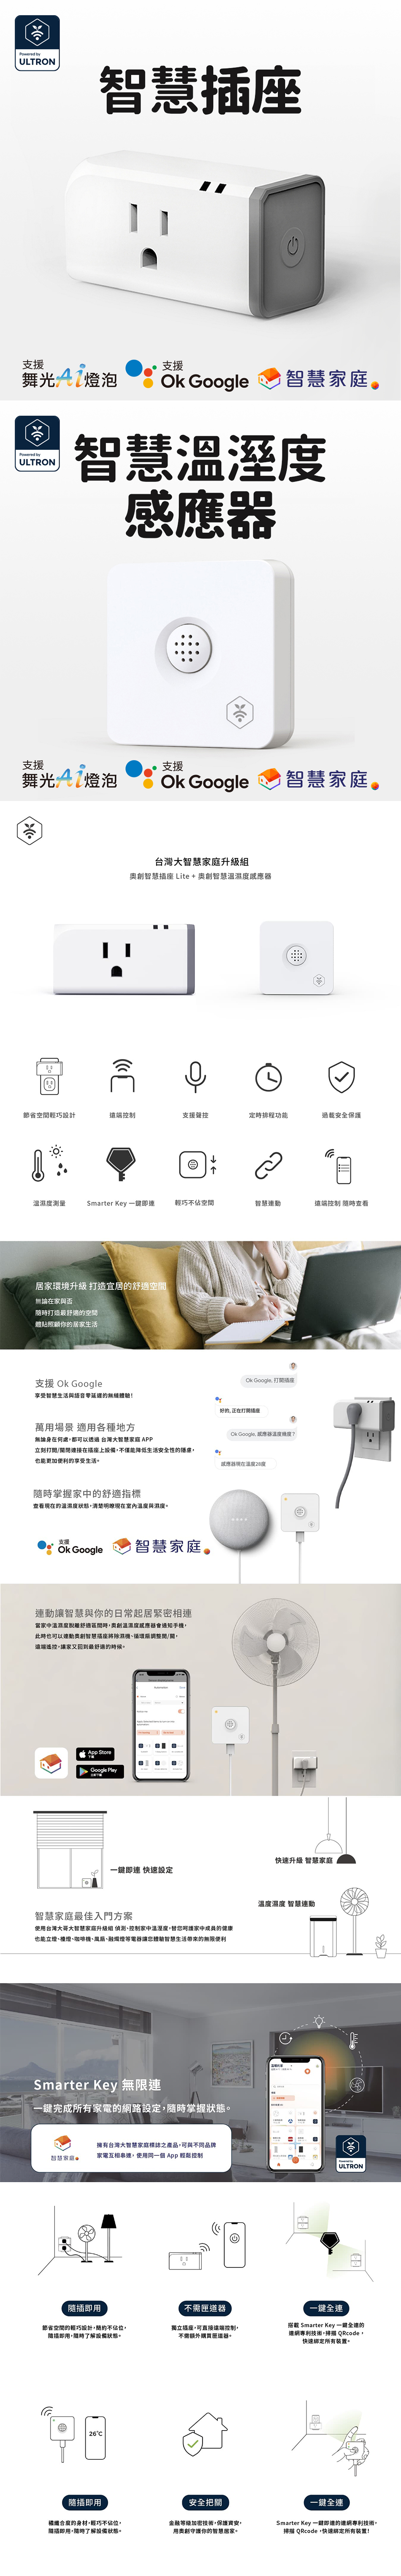 Powered by
ULTRON
智慧插座
支援
舞光Ai燈泡
支援
Ok Google
智慧家庭
Powered by
ULTRON
智慧溫溼度
感應器
支援
舞光Ai燈泡
支援
Ok Google
智慧家庭
台灣大智慧家庭升級組
奧創智慧插座 Lite + 奧創智慧溫濕度感應器
節省空間輕巧設計
遠端控制
支援聲控
定時排程功能
過載安全保護
溫濕度測量
Smarter Key 一鍵即連
輕巧不佔空間
智慧連動
遠端控制 隨時查看
居家環境升級 打造宜居的舒適空間
無論在家與否
隨時打造最舒適的空間
體貼照顧你的居家生活
支援 Ok Google
享受智慧生活與語音零延遲的無縫體驗!
Ok Google, 打開插座
好的, 正在打開插座
Ok Google, 感應器溫度幾度？
感應器現在溫度28度
萬用場景 適用各種地方
無論身在何處，都可以透過 台灣大智慧家庭 APP
立刻打開/關閉連接在插座上設備，不僅能降低生活安全性的隱慮，
也能更加便利的享受生活。
隨時掌握家中的舒適指標
查看現在的溫濕度狀態，清楚明瞭現在室內溫度與濕度。
支援
Ok Google
智慧家庭
連動讓智慧與你的日常起居緊密相連
當家中溫濕度脫離舒適區間時，奧創溫濕度感應器會通知手機，
此時也可以連動奧創智慧插座將除濕機、循環扇調整開/關，
遠端遙控，讓家又回到最舒適的時候。
App Store
下載
Google Play
立即下載
一鍵即連 快速設定
快速升級 智慧家庭
溫度濕度 智慧連動
智慧家庭最佳入門方案
使用台灣大哥大智慧家庭升級組 偵測、控制家中溫溼度，替您呵護家中成員的健康
也能立燈、檯燈、咖啡機、風扇、融燭燈等電器讓您體驗智慧生活帶來的無限便利
Smarter Key 無限連
一鍵完成所有家電的網路設定，隨時掌握狀態。
智慧家庭
擁有台灣大智慧家庭標誌之產品，可與不同品牌
家電互相串連， 使用同一個 App 輕鬆控制
Powered by
ULTRON
隨插即用
節省空間的輕巧設計，簡約不佔位，
隨插即用，隨時了解設備狀態。
不需匣道器
獨立插座，可直接遠端控制，
不需額外購買匣道器。
一鍵全連
搭載 Smarter Key 一鍵全連的
連網專利技術，掃描 QRcode，
快速綁定所有裝置。
26°C
隨插即用
纖纖合度的身材，輕巧不佔位，
隨插即用，隨時了解設備狀態。
安全把關
金融等級加密技術，保護資安，
用奧創守護你的智慧居家。
一鍵全連
Smarter Key 一鍵即連的連網專利技術，
掃描 QRcode ，快速綁定所有裝置!